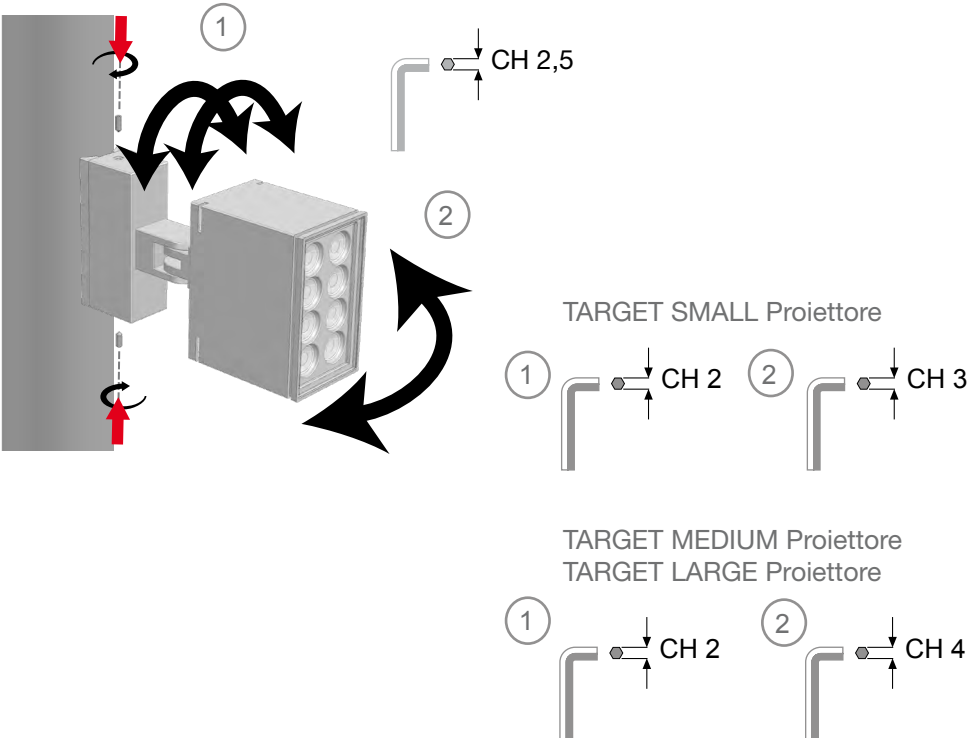 1
CH 2,5
2
TARGET SMALL Proiettore
1 CH 2 2 CH 3
TARGET MEDIUM Proiettore
TARGET LARGE Proiettore
1 CH 2 2 CH 4